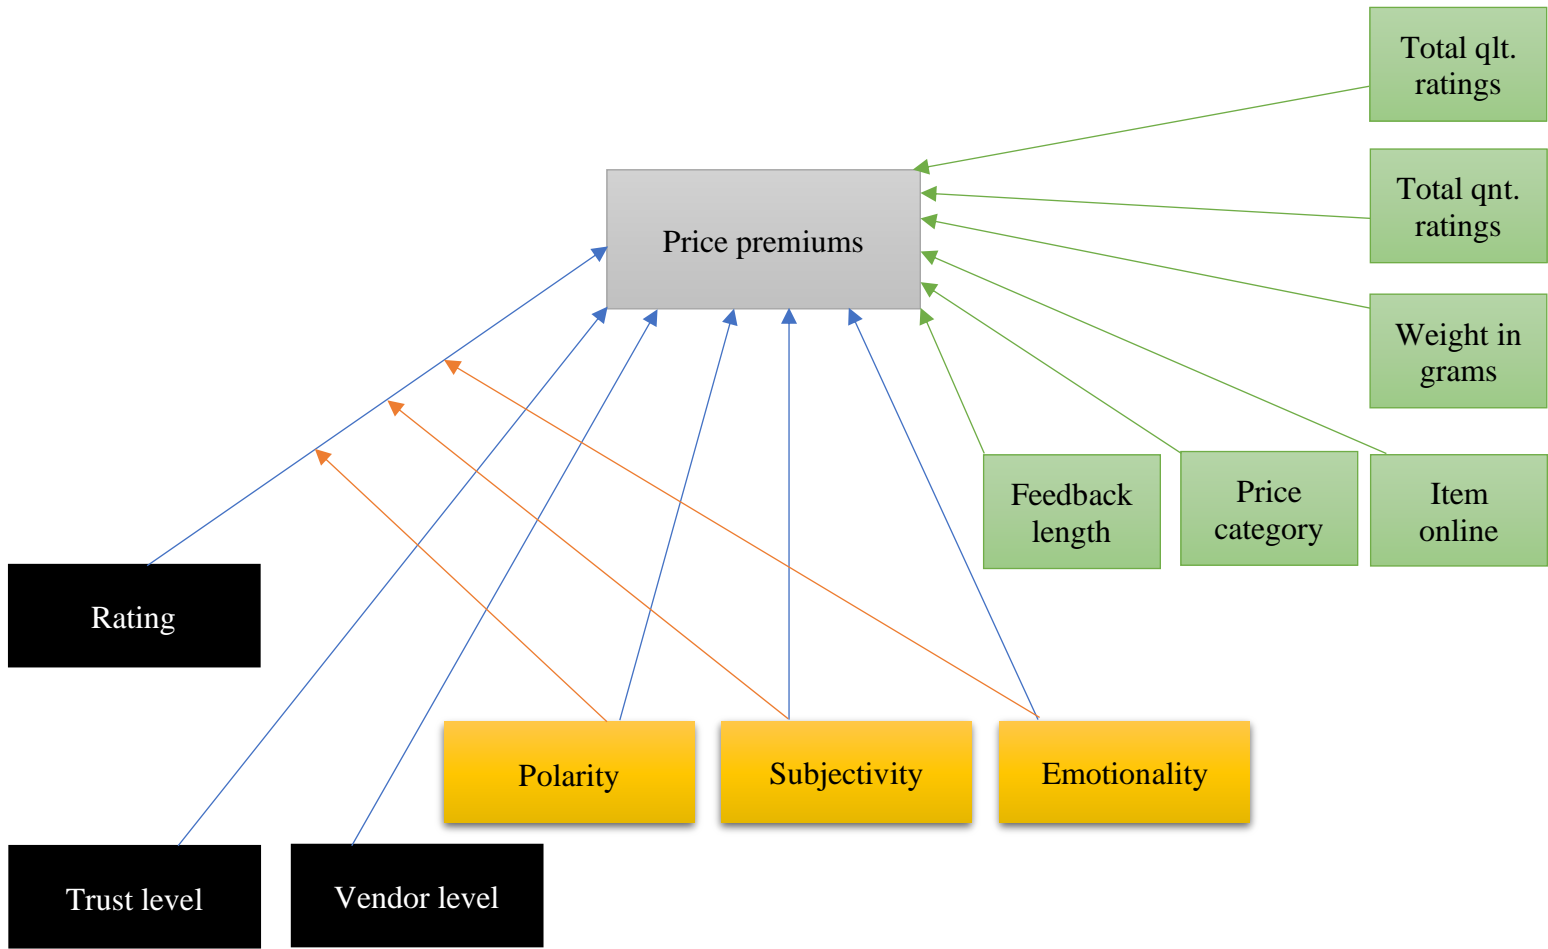 Total qlt.
ratings
Total qnt.
ratings
Price premiums
Weight in
grams
Feedback
length
Price
category
Item
online
Rating
Polarity
Subjectivity
Emotionality
Trust level
Vendor level